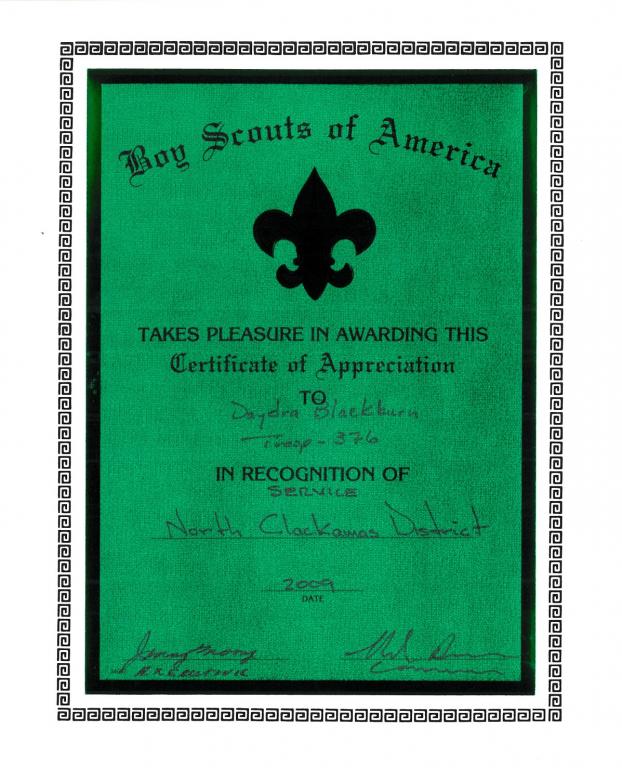 Boy Scouts of America
TAKES PLEASURE IN AWARDING THIS
Certificate of Appreciation
TO
Daydra Blackburn
Troop - 376
IN RECOGNITION OF
SERVICE
North Clackamas District
2009
DATE
EXECUTIVE